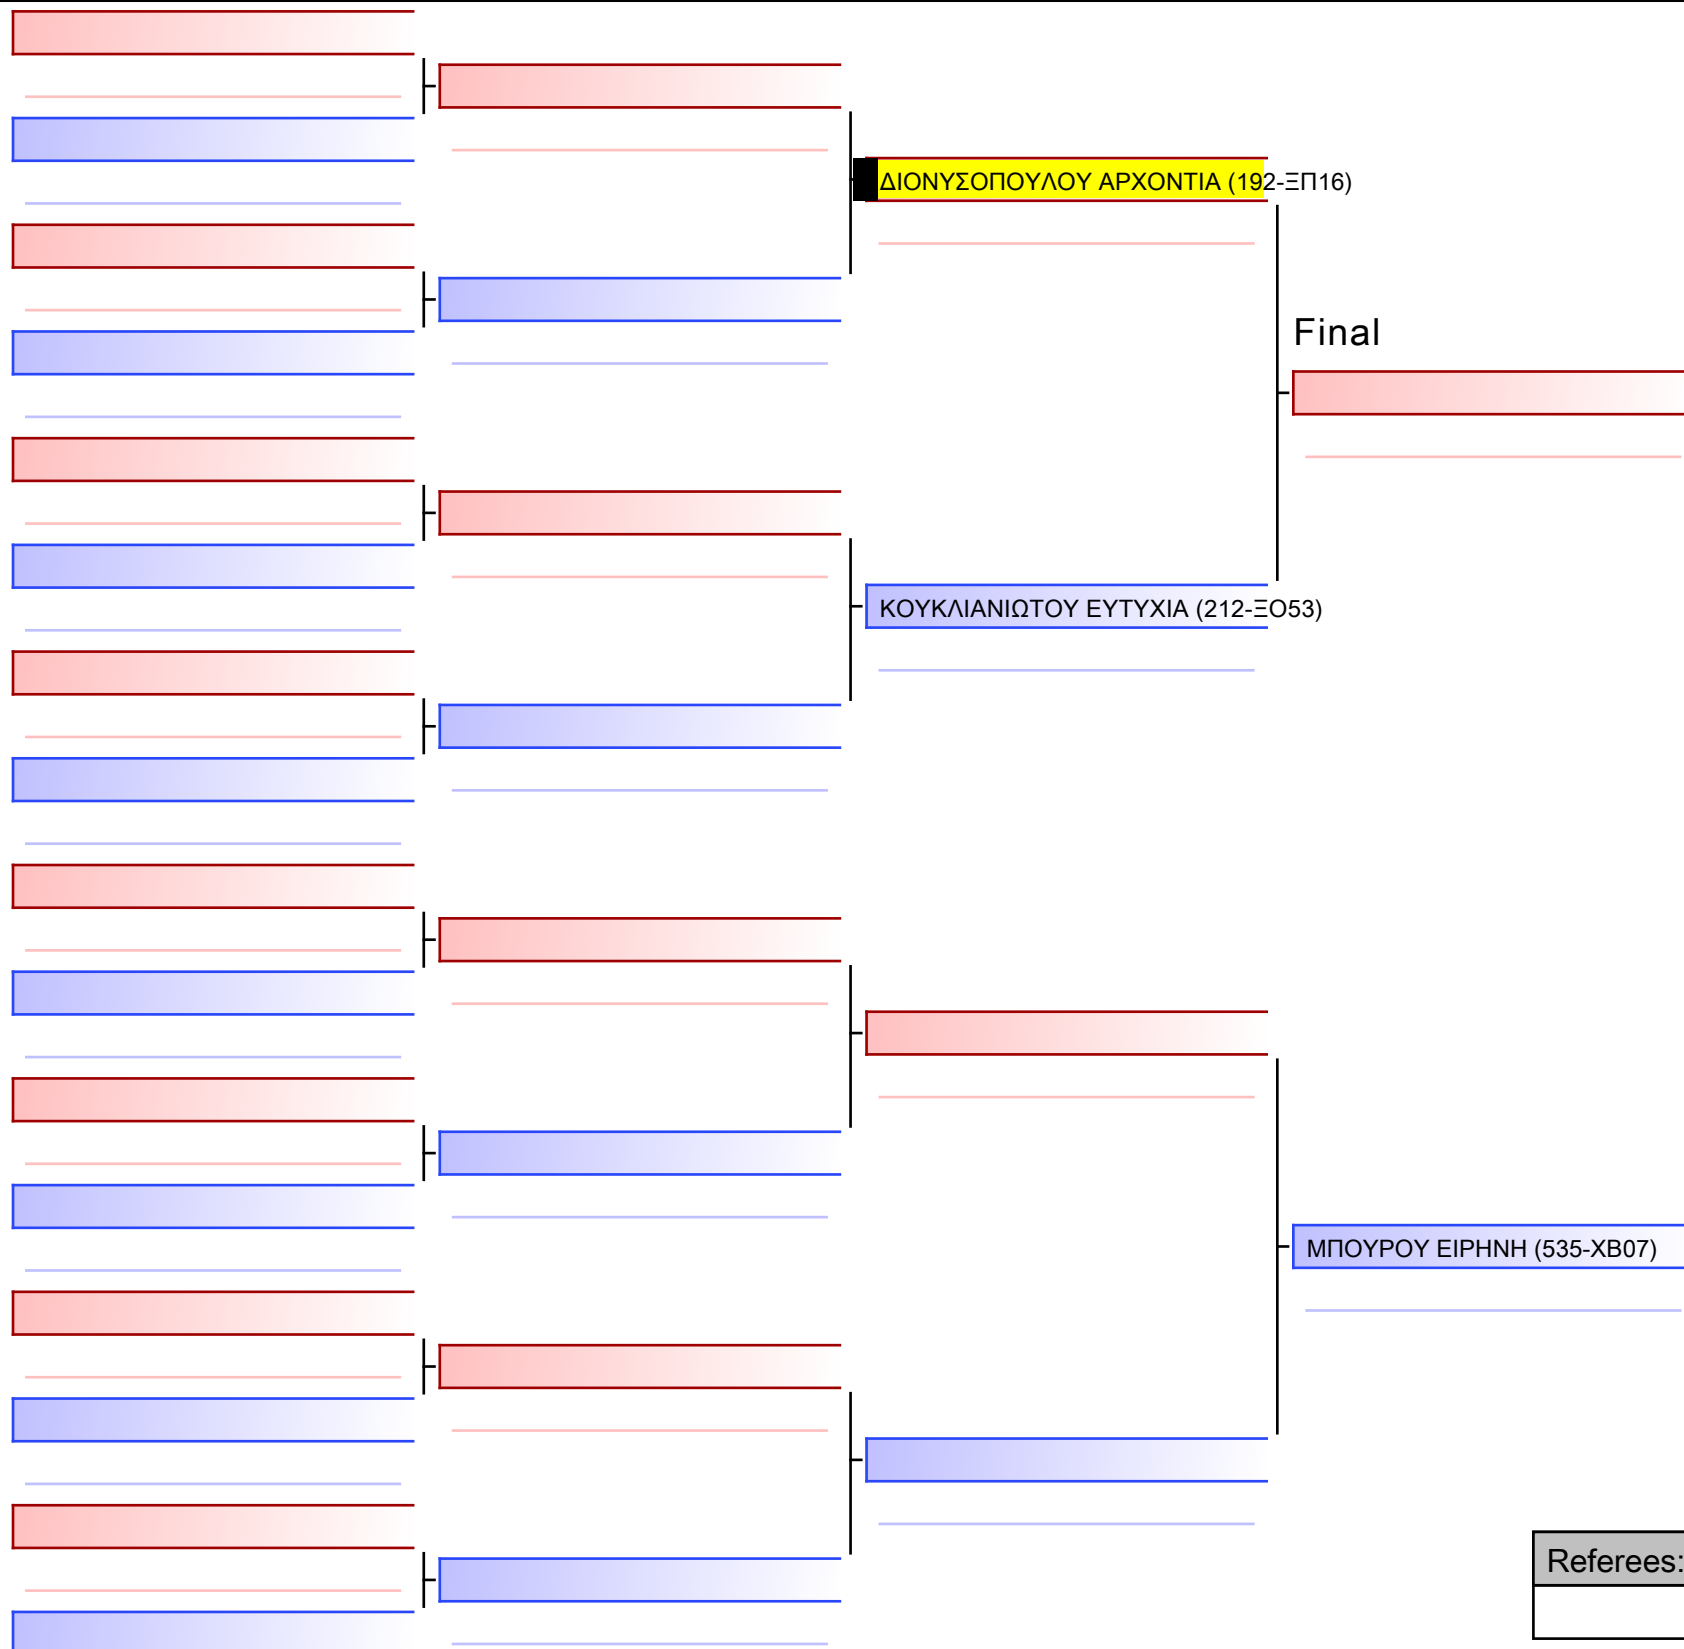 ΔΙΟΝΥΣΟΠΟΥΛΟΥ ΑΡΧΟΝΤΙΑ (192-ΞΠ16)
Final
ΚΟΥΚΛΙΑΝΙΩΤΟΥ ΕΥΤΥΧΙΑ (212-ΞΟ53)
ΜΠΟΥΡΟΥ ΕΙΡΗΝΗ (535-ΧΒ07)
Referees: